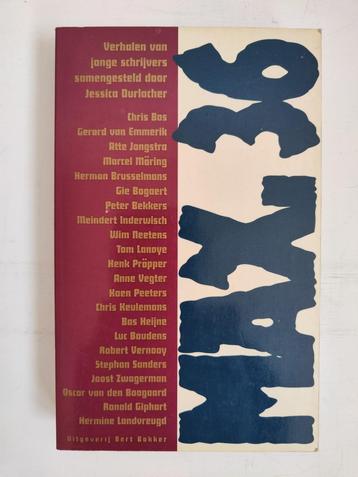 Verhalen van
jonge schrijvers
samengesteld door
Jessica Durlacher
Chris Bos
Gerard van Emmerik
Atte Jongstra
Marcel Möring
Herman Brusselmans
Gie Bogaert
Peter Bekkers
Meindert Inderwisch
Wim Neetens
Tom Lanoye
Henk Pröpper
Anne Vegter
Koen Peeters
Chris Keulemans
Bas Heijne
Luc Boudens
Robert Vernooy
Stephan Sanders
Joost Zwagerman
Oscar van den Boogaard
Ronald Giphart
Hermine Landvreugd
Uitgeverij Bert Bakker
MAX. 36